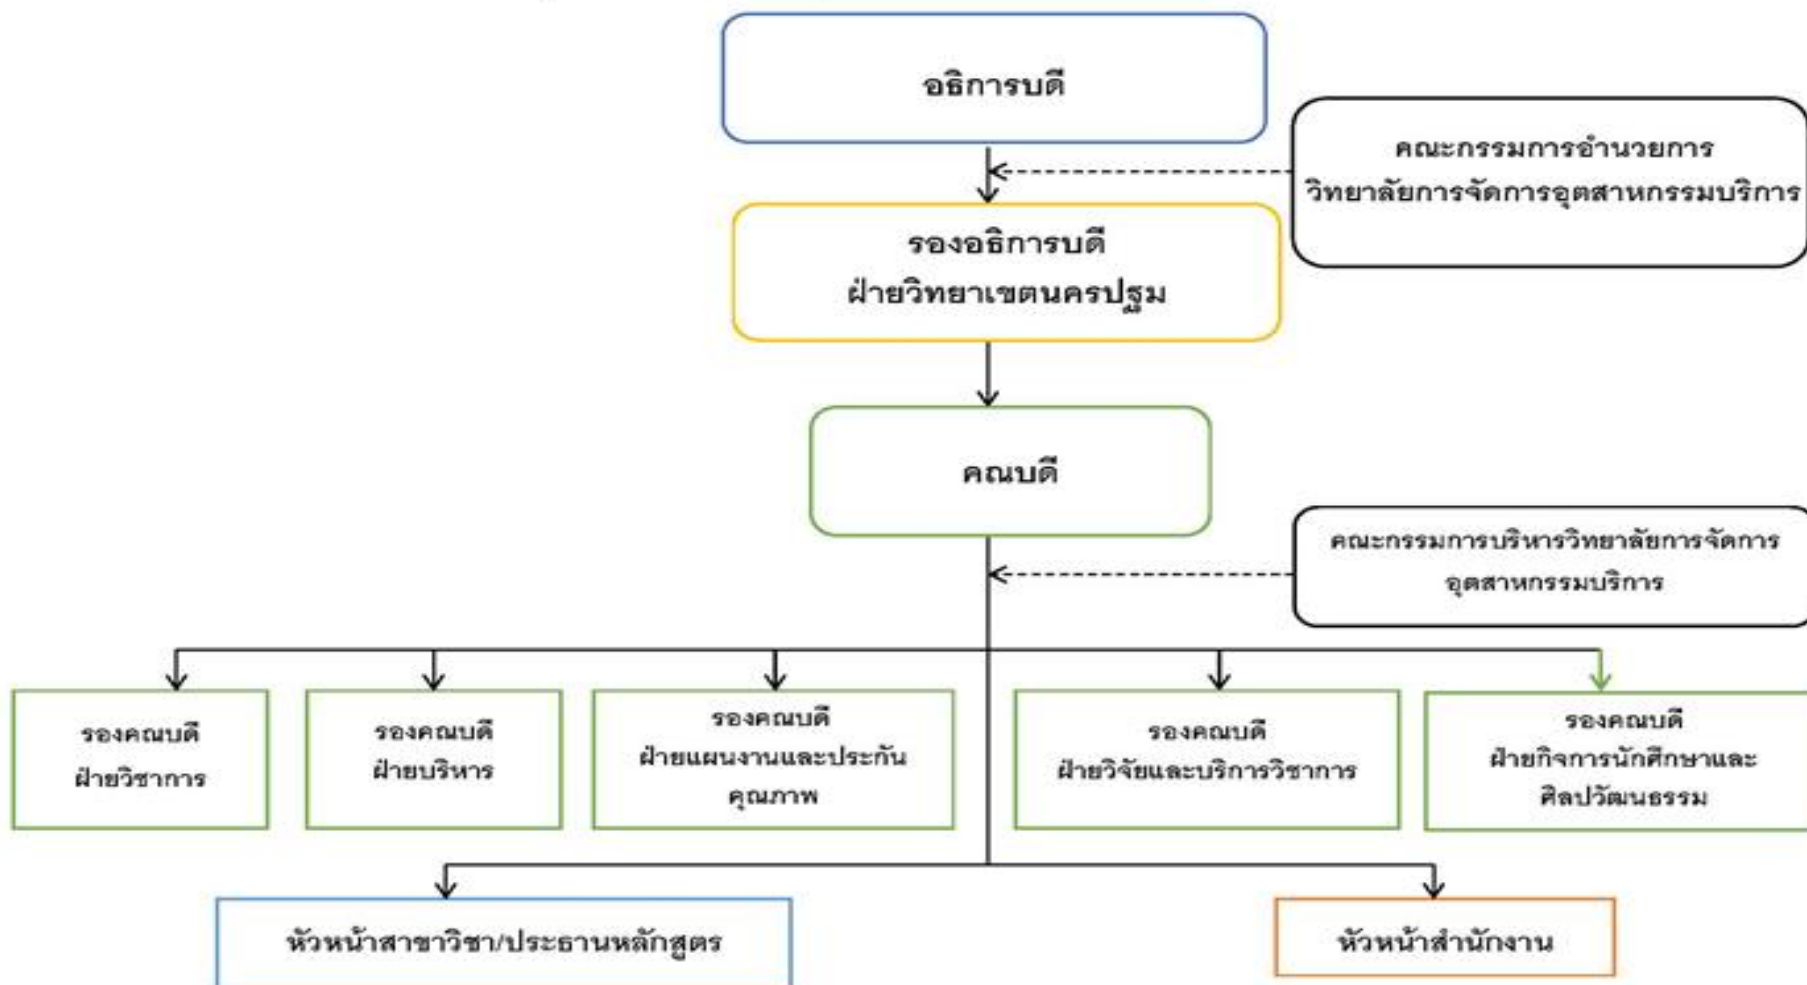 อธิการบดี
คณะกรรมการอำนวยการ
วิทยาลัยการจัดการอุตสาหกรรมบริการ
รองอธิการบดี
ฝ่ายวิทยาเขตนครปฐม
คณบดี
คณะกรรมการบริหารวิทยาลัยการจัดการ
อุตสาหกรรมบริการ
รองคณบดี
ฝ่ายวิชาการ
รองคณบดี
ฝ่ายบริหาร
รองคณบดี
ฝ่ายแผนงานและประกัน
คุณภาพ
รองคณบดี
ฝ่ายวิจัยและบริการวิชาการ
รองคณบดี
ฝ่ายกิจการนักศึกษาและ
ศิลปวัฒนธรรม
หัวหน้าสาขาวิชา/ประธานหลักสูตร
หัวหน้าสำนักงาน